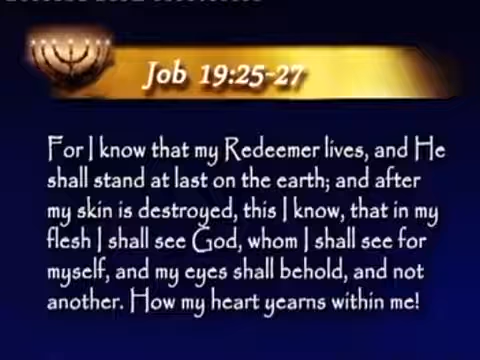 Job 19:25-27
For I know that my Redeemer lives, and He
shall stand at last on the earth; and after
my skin is destroyed, this I know, that in my
flesh I shall see God, whom I shall see for
myself, and my eyes shall behold, and not
another. How my heart yearns within me!